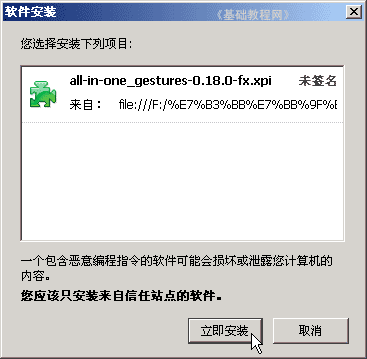 软件安装
《基础教程网》
您选择安装下列项目:
all-in-one_gestures-0.18.0-fx.xpi 未签名
来自: file:///F:/%E7%B3%BB%E7%BB%9F%E
一个包含恶意编程指令的软件可能会损坏或泄露您计算机的
内容。
您应该只安装来自信任站点的软件。
立即安装 取消